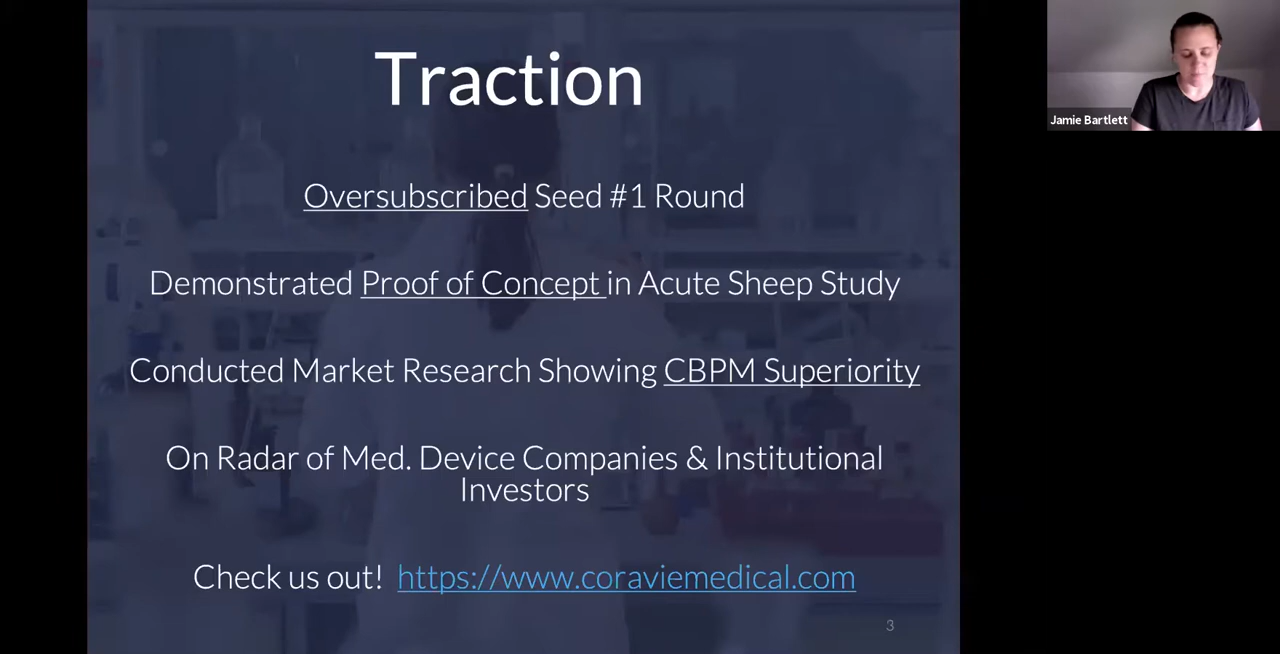 Traction
Oversubscribed Seed #1 Round
Demonstrated Proof of Concept in Acute Sheep Study
Conducted Market Research Showing CBPM Superiority
On Radar of Med. Device Companies & Institutional
Investors
Check us out! https://www.coraviemedical.com
3
Jamie Bartlett